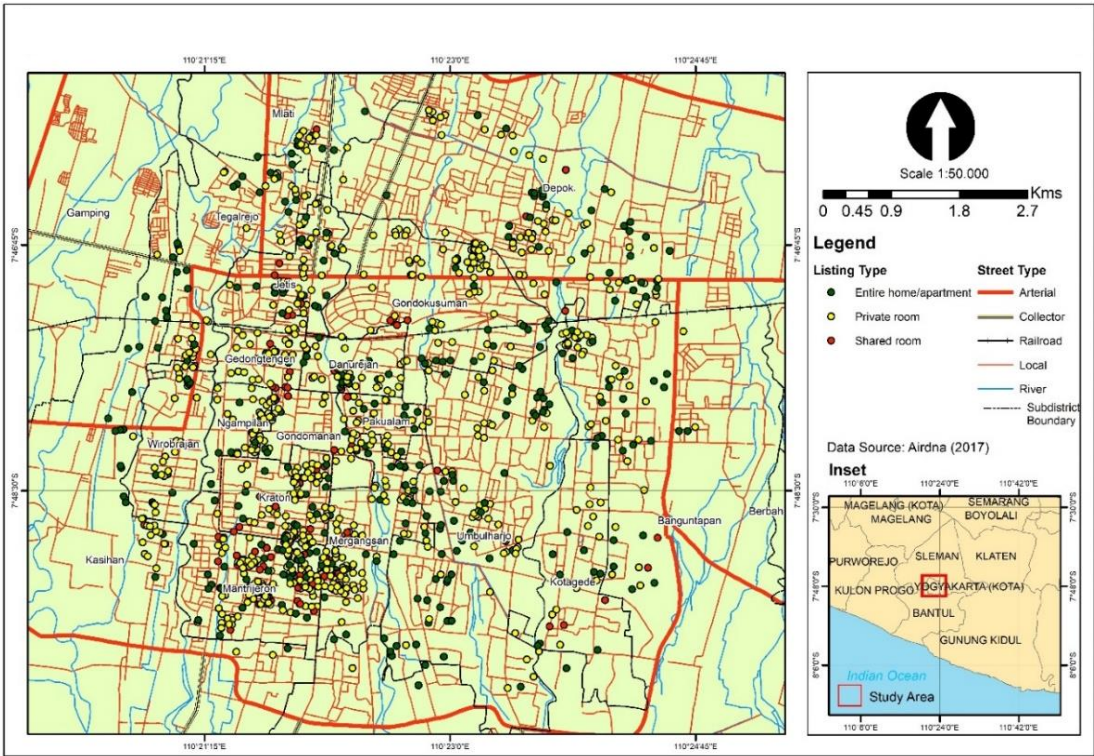 110°21'15"E 110°23'0"E 110°24'45"E
Mlati
Depok
Gamping
Tegalrejo
7°46'45"S 7°46'45"S
Jetis
Gondokusuman
Gedongtengen
Danurejan
Ngampilan
Pakualam
Gondomanan
Wirobrajan
7°48'30"S 7°48'30"S
Kraton
Banguntapan
Berbah
Mergangsan
Umbulharjo
Kasihan
Mantrijeron
Kotagede
110°21'15"E 110°23'0"E 110°24'45"E
Scale 1:50.000
Kms
0 0.45 0.9 1.8 2.7
Legend
Listing Type
Entire home/apartment
Private room
Shared room
Street Type
Arterial
Collector
Railroad
Local
River
Subdistrict
Boundary
Data Source: Airdna (2017)
Inset
110°6'0"E 110°24'0"E 110°42'0"E
7°30'0"S 7°30'0"S
MAGELANG (KOTA)
SEMARANG
MAGELANG
BOYOLALI
PURWOREJO
SLEMAN
KLATEN
7°48'0"S 7°48'0"S
KULON PROGO
YOGYAKARTA (KOTA)
BANTUL
GUNUNG KIDUL
8°6'0"S 8°6'0"S
Indian Ocean
Study Area
110°6'0"E 110°24'0"E 110°42'0"E